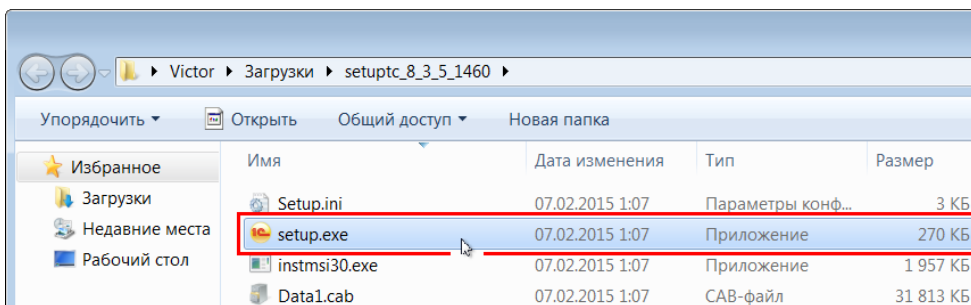 Victor Загрузки setuptc_8_3_5_1460
Упорядочить Открыть Общий доступ Новая папка
Имя Дата изменения Тип Размер
Избранное
Загрузки
Недавние места
Рабочий стол
Setup.ini 07.02.2015 1:07 Параметры конф... 3 КБ
setup.exe 07.02.2015 1:07 Приложение 270 КБ
instmsi30.exe 07.02.2015 1:07 Приложение 1 957 КБ
Data1.cab 07.02.2015 1:07 CAB-файл 31 813 КБ